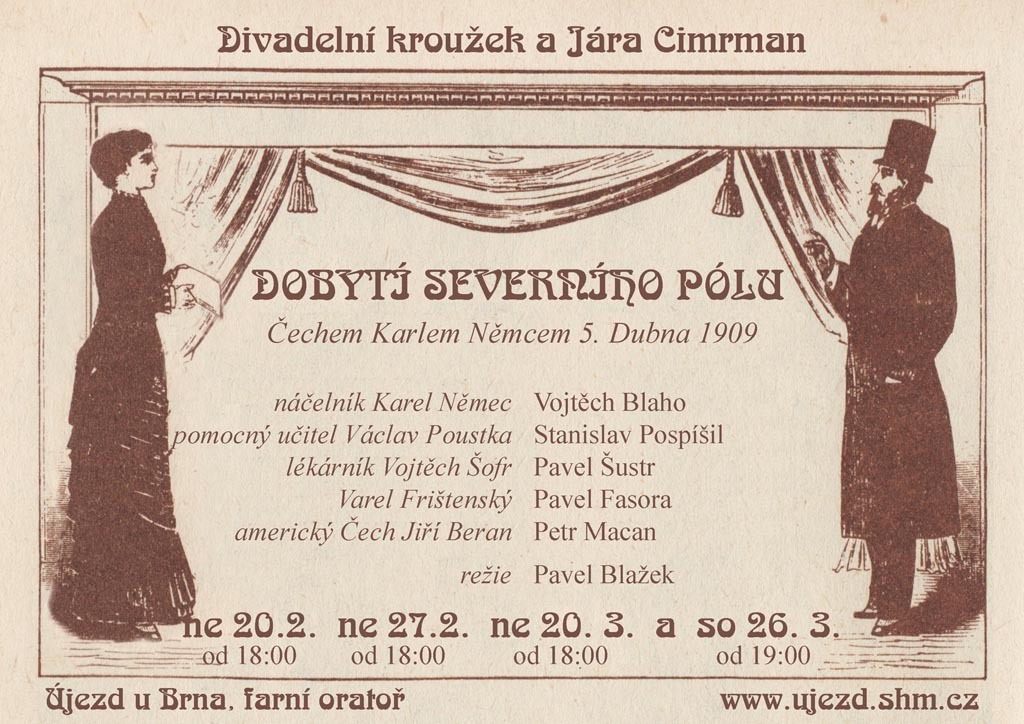 Divadelní kroužek a Jára Cimrman
DOBYTÍ SEVERNÍHO PÓLU
Čechem Karlem Němcem 5. Dubna 1909
náčelník Karel Němec Vojtěch Blaho
pomocný učitel Václav Poustka Stanislav Pospíšil
lékárník Vojtěch Šofr Pavel Šustr
Varel Frištenský Pavel Fasora
americký Čech Jiří Beran Petr Macan
režie Pavel Blažek
ne 20.2. ne 27.2. ne 20. 3. a so 26. 3.
od 18:00 od 18:00 od 18:00 od 19:00
Újezd u Brna, farní oratoř www.ujezd.shm.cz